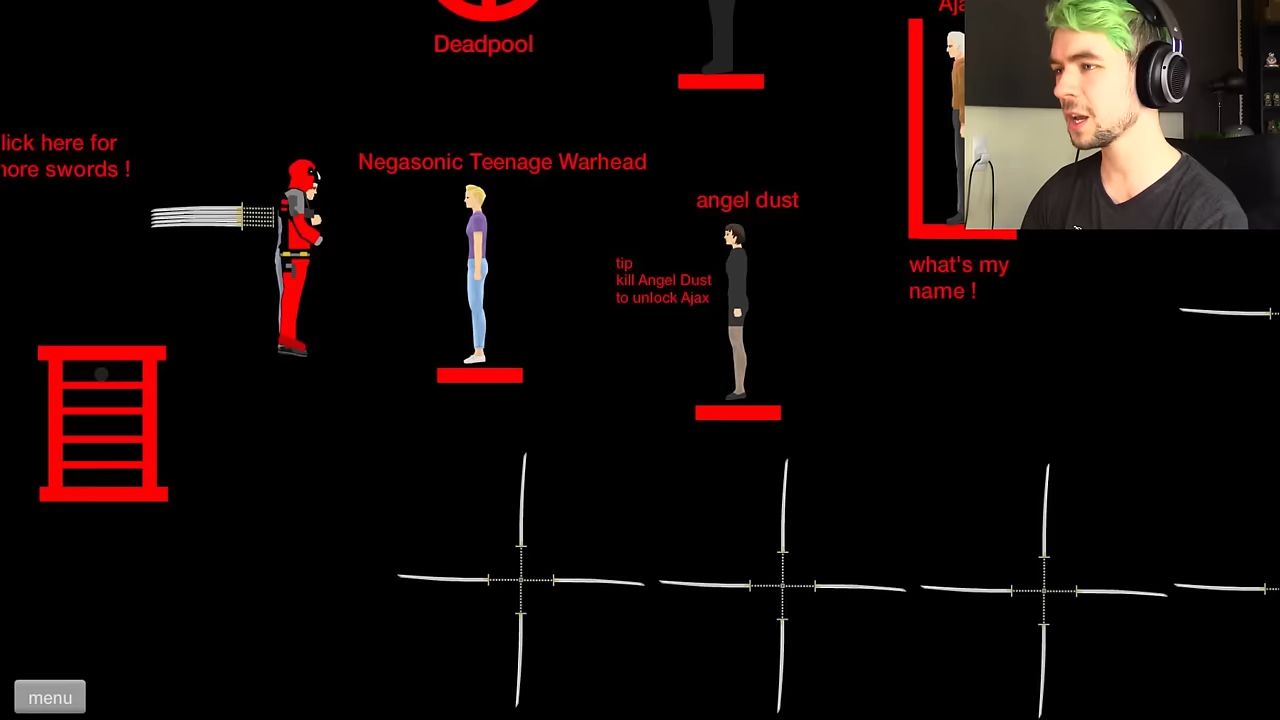 Aja
Deadpool
lick here for
nore swords !
Negasonic Teenage Warhead
angel dust
tip
kill Angel Dust
to unlock Ajax
what's my
name !
menu